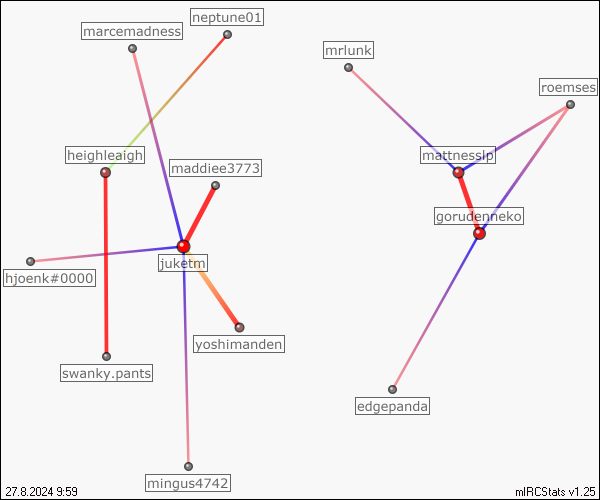 neptune01
marcemadness
mrlunk
roemses
heighleaigh
mattnesslp
maddiee3773
gorudenneko
juketm
hjoenk#0000
yoshimanden
swanky.pants
edgepanda
mingus4742
27.8.2024 9:59
mIRCStats v1.25